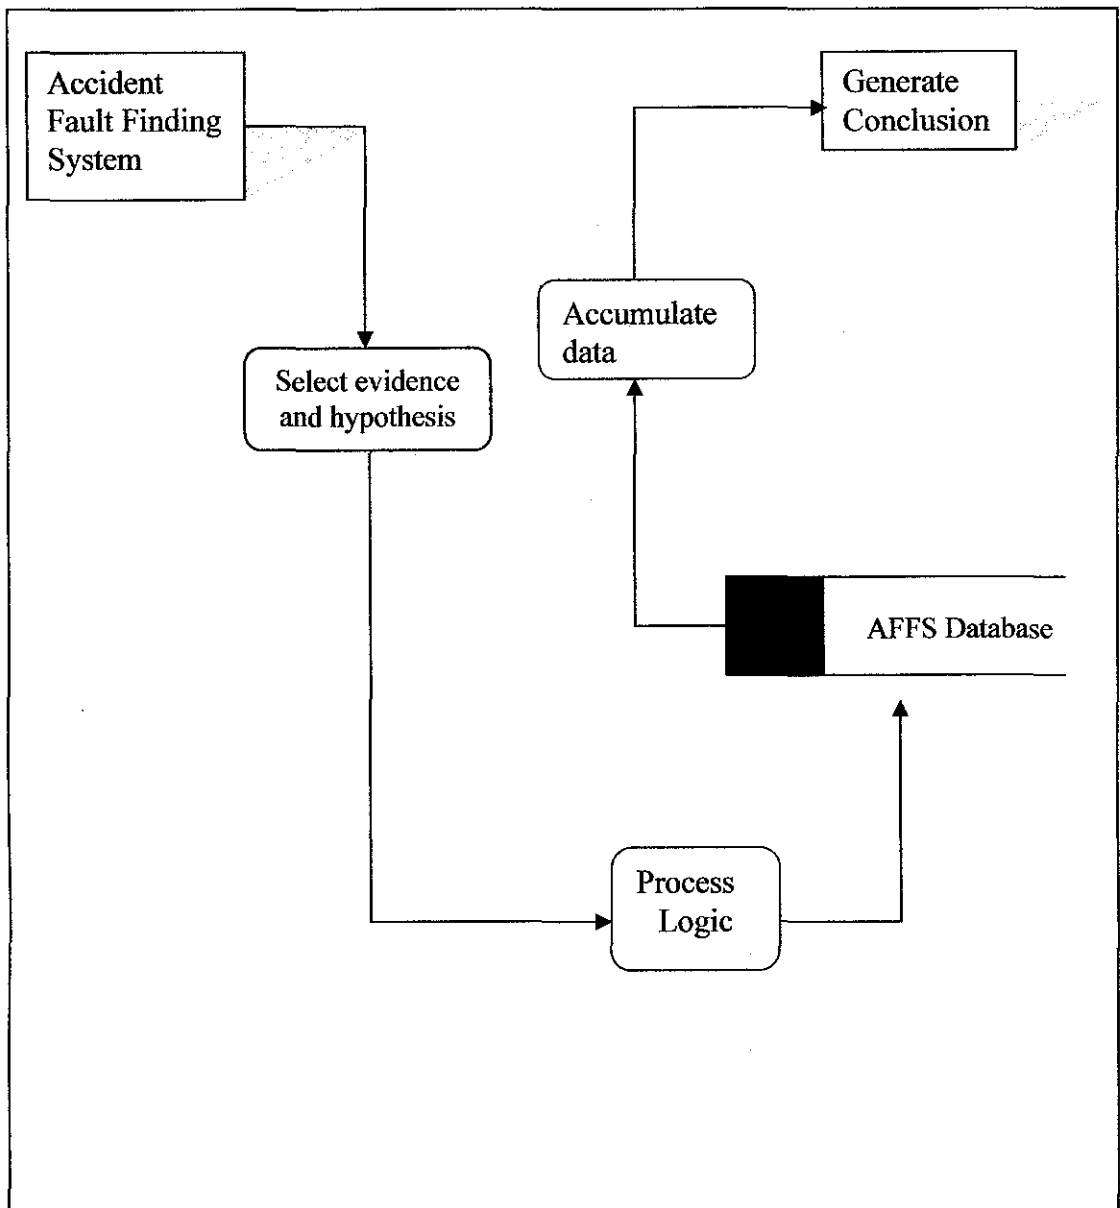 Accident
Fault Finding
System
Select evidence
and hypothesis
Process
Logic
AFFS Database
Accumulate
data
Generate
Conclusion